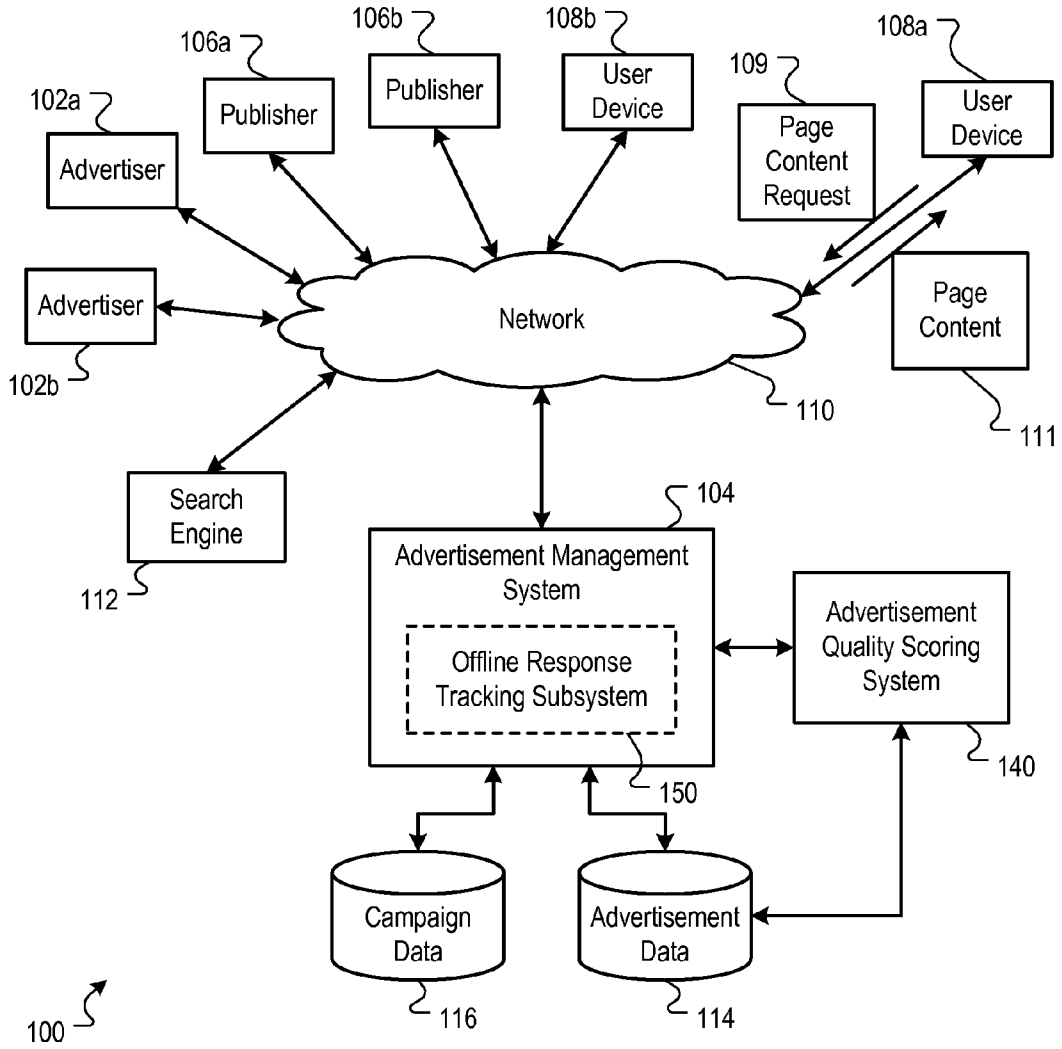 106b
108b
108a
106a
109
102a
Publisher
Publisher
User
Device
Page
Content
Request
User
Device
Advertiser
Advertiser
102b
Network
Page
Content
110
111
Search
Engine
112
104
Advertisement Management
System
Offline Response
Tracking Subsystem
150
Advertisement
Quality Scoring
System
140
Campaign
Data
116
Advertisement
Data
114
100